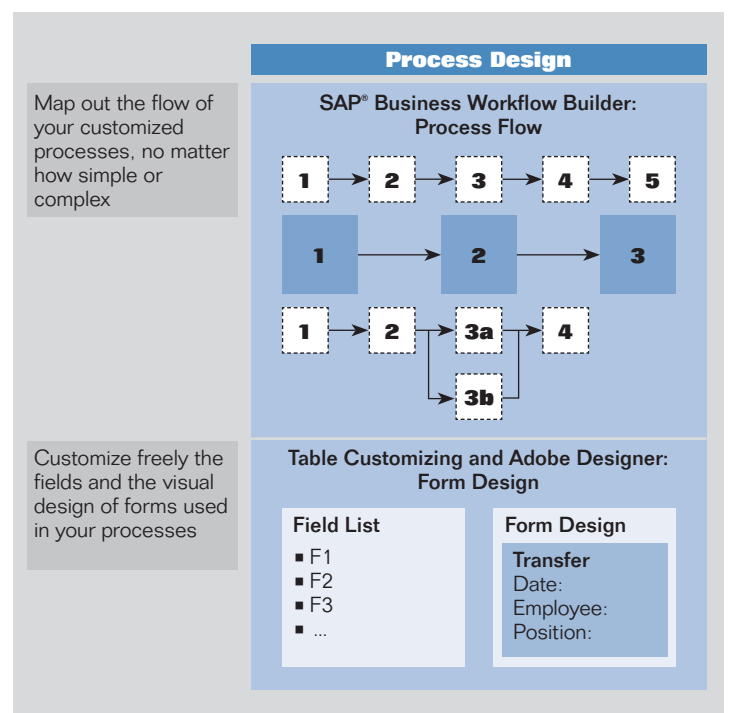 Process Design
Map out the flow of
your customized
processes, no matter
how simple or
complex
SAP® Business Workflow Builder:
Process Flow
1 2 3 4 5
1 2 3
1 2 3a 4
3b
Customize freely the
fields and the visual
design of forms used
in your processes
Table Customizing and Adobe Designer:
Form Design
Field List
■ F1
■ F2
■ F3
■ ...
Form Design
Transfer
Date:
Employee:
Position: